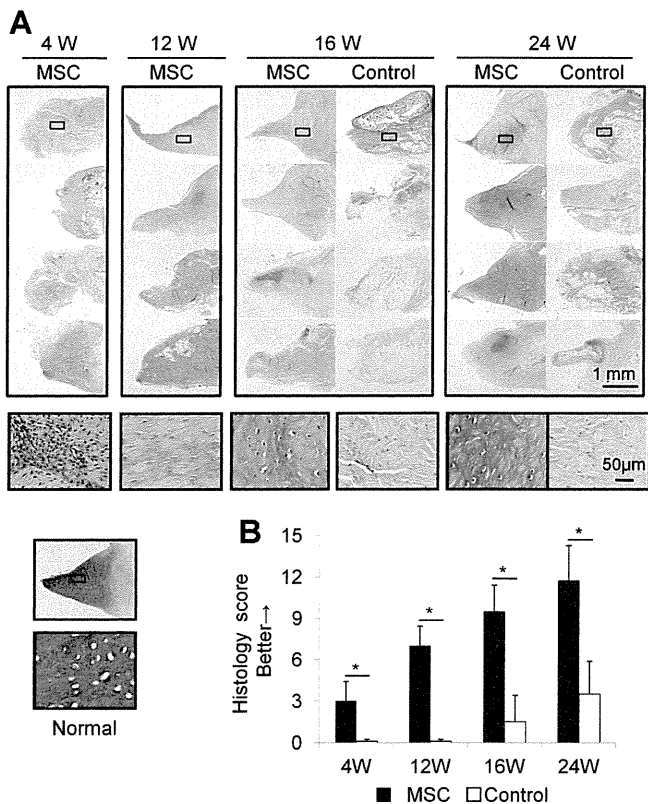 A
4 W 12 W 16 W 24 W
MSC MSC MSC Control MSC Control
1 mm
50μm
Normal
B
Histology score
Better→
15
12
9
6
3
0
* * * *
4W 12W 16W 24W
■ MSC □ Control